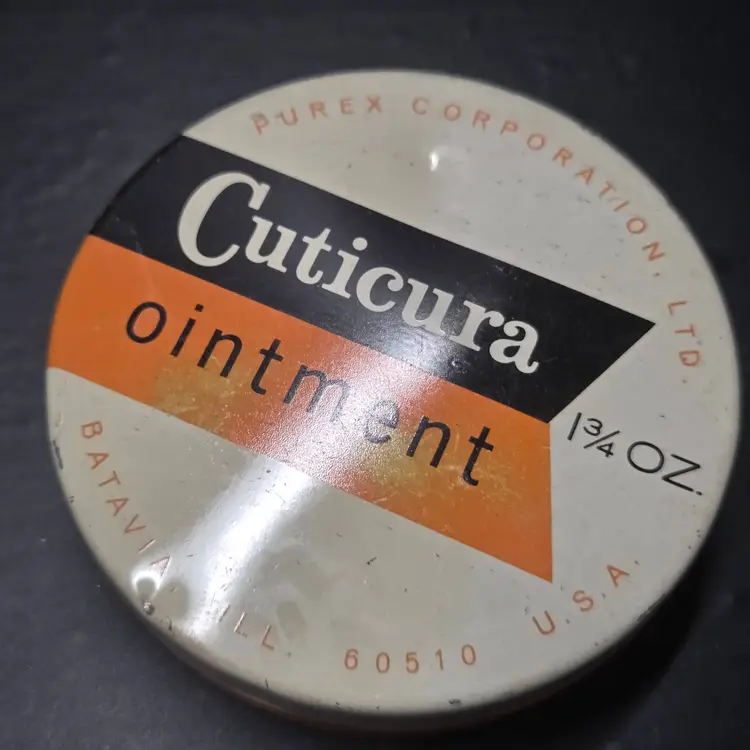 PUREX CORPORATION, LTD.
Cuticura
ointment
1¾ OZ.
BATAVIA, ILL. 60510 U.S.A.